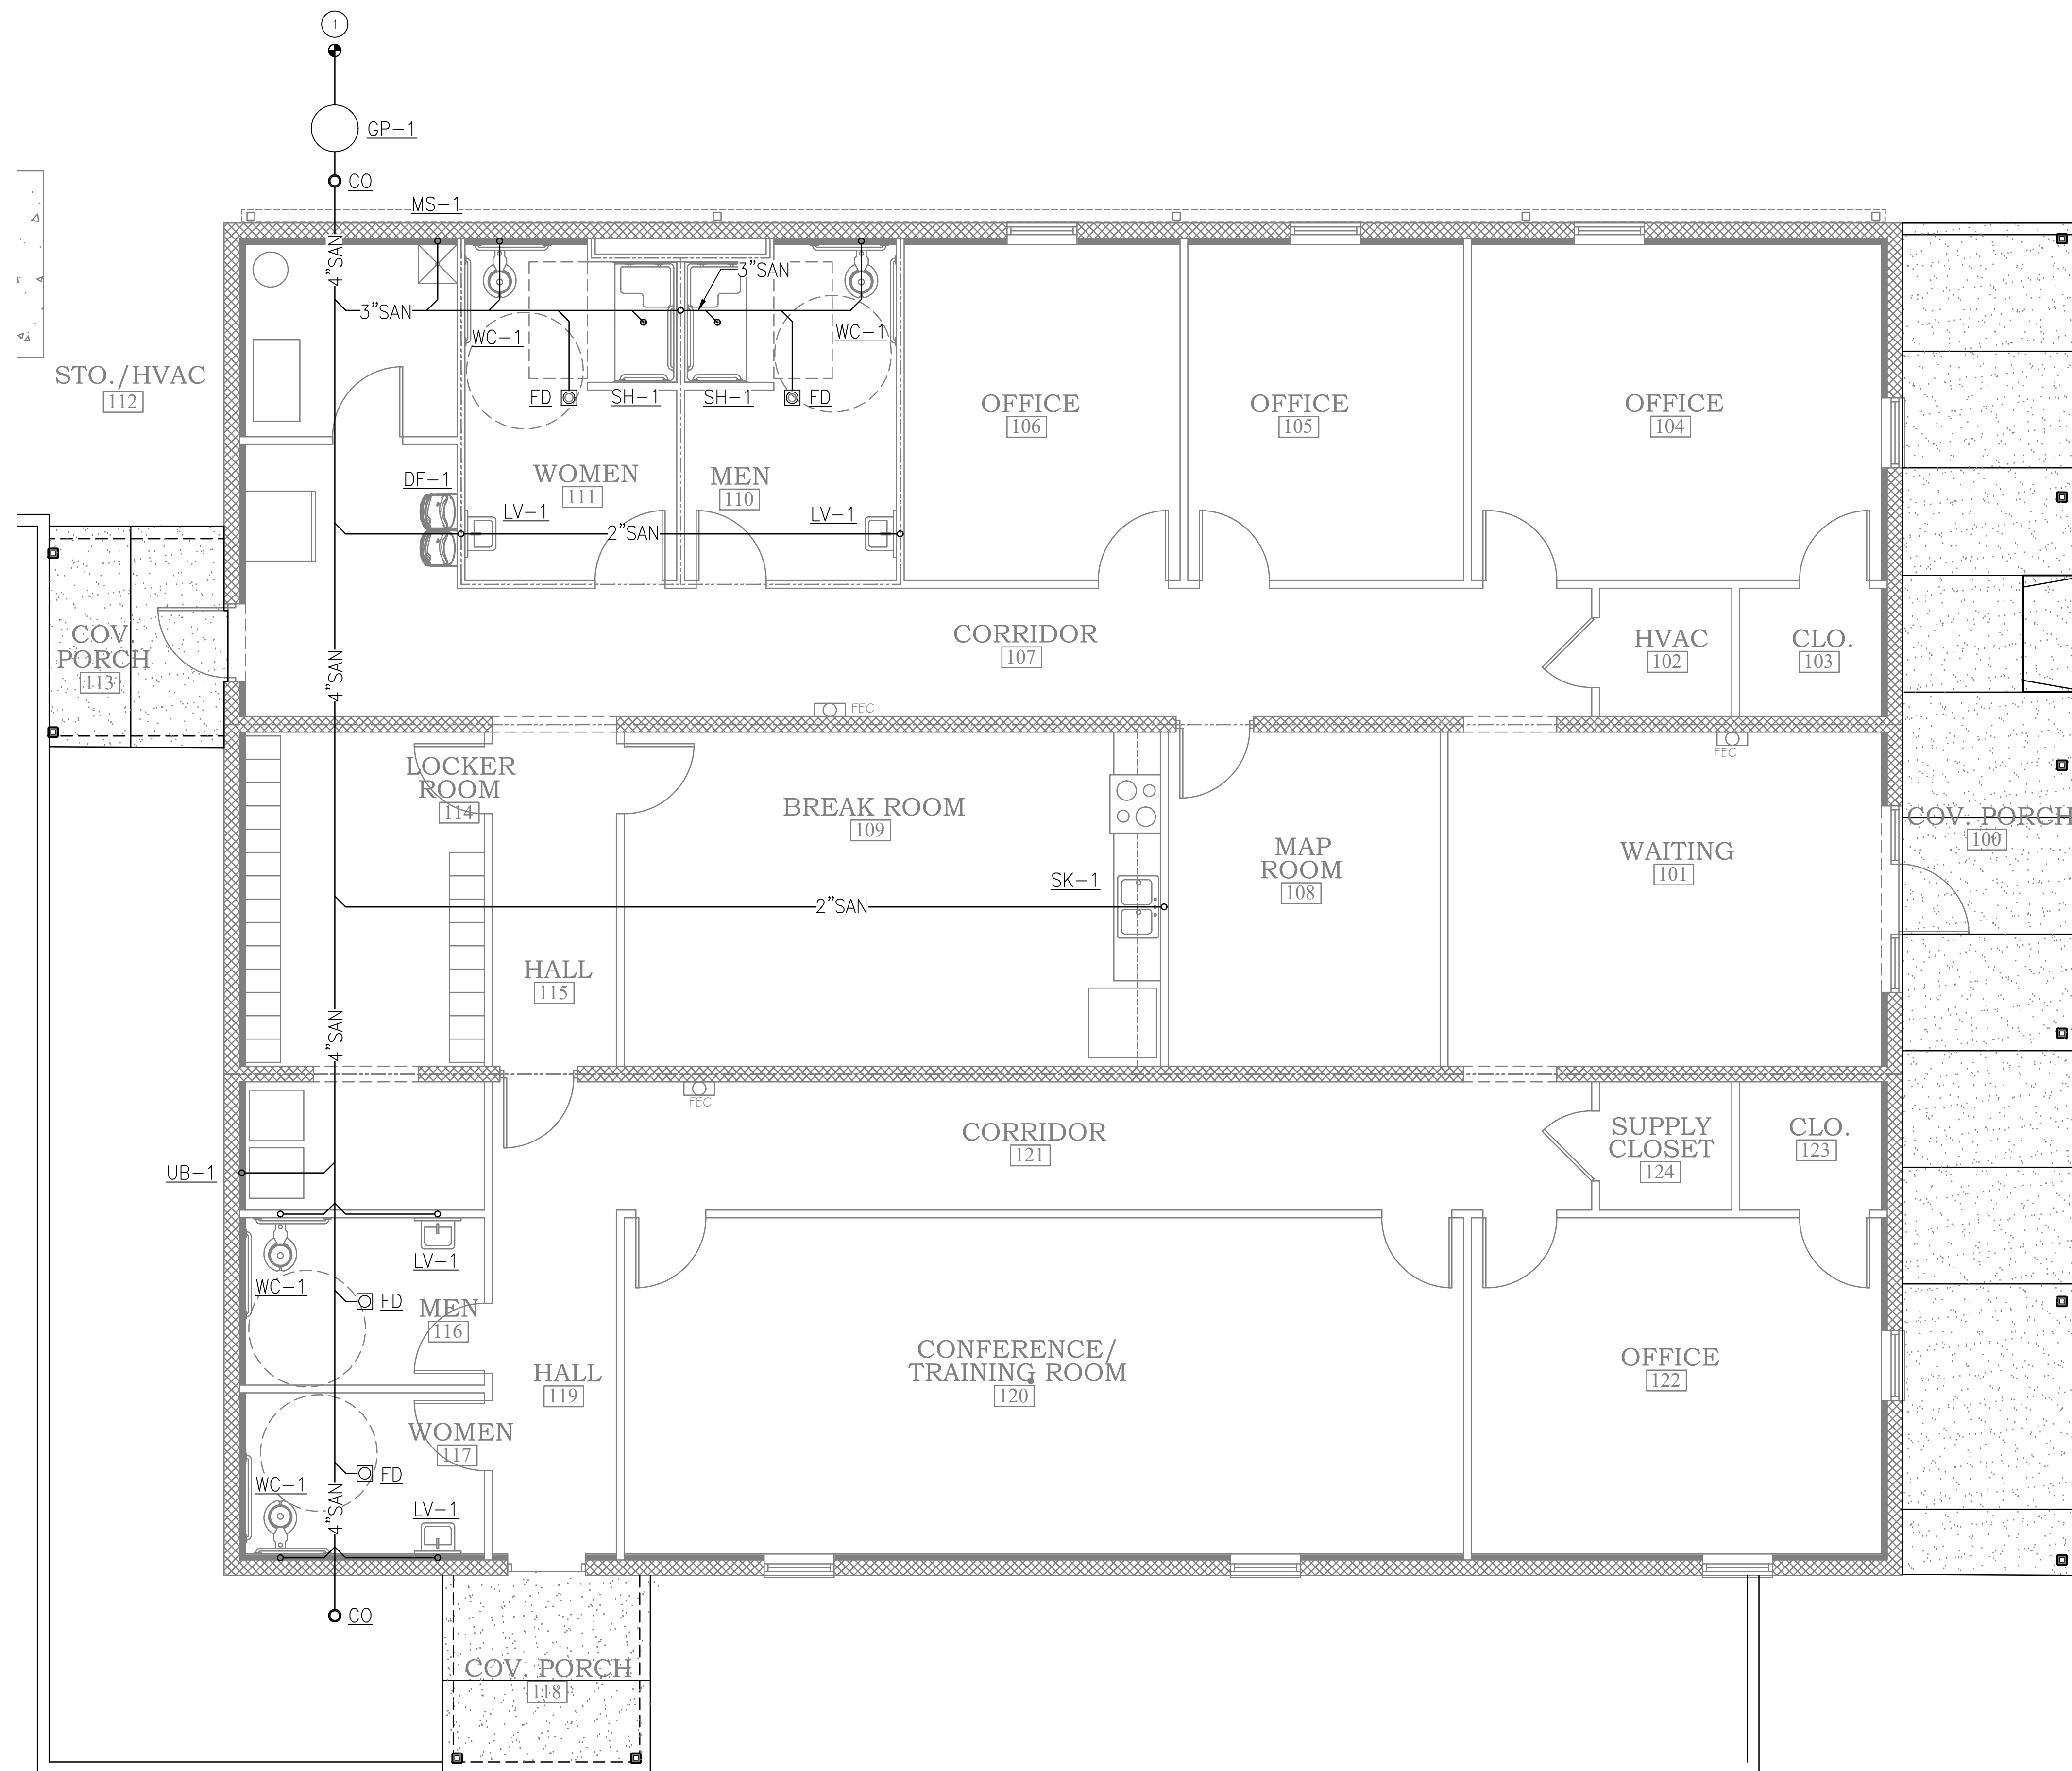 1
GP-1
CO
MS-1
4"SAN
3"SAN
3"SAN
WC-1
WC-1
STO./HVAC
112
FD
SH-1
SH-1
FD
OFFICE
106
OFFICE
105
OFFICE
104
DF-1
WOMEN
111
MEN
110
LV-1
LV-1
2"SAN
COV.
PORCH
113
4"SAN
CORRIDOR
107
HVAC
102
CLO.
103
FEC
FEC
LOCKER
ROOM
114
BREAK ROOM
109
SK-1
2"SAN
MAP
ROOM
108
WAITING
101
COV. PORCH
100
HALL
115
4"SAN
FEC
CORRIDOR
121
SUPPLY
CLOSET
124
CLO.
123
UB-1
LV-1
WC-1
FD
MEN
116
HALL
119
CONFERENCE/
TRAINING ROOM
120
OFFICE
122
WOMEN
117
WC-1
FD
LV-1
4"SAN
CO
COV. PORCH
118